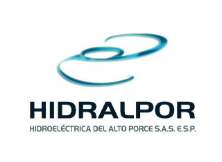 HIDRALPOR
HIDROELÉCTRICA DEL ALTO PORCE S.A.S. E.S.P.